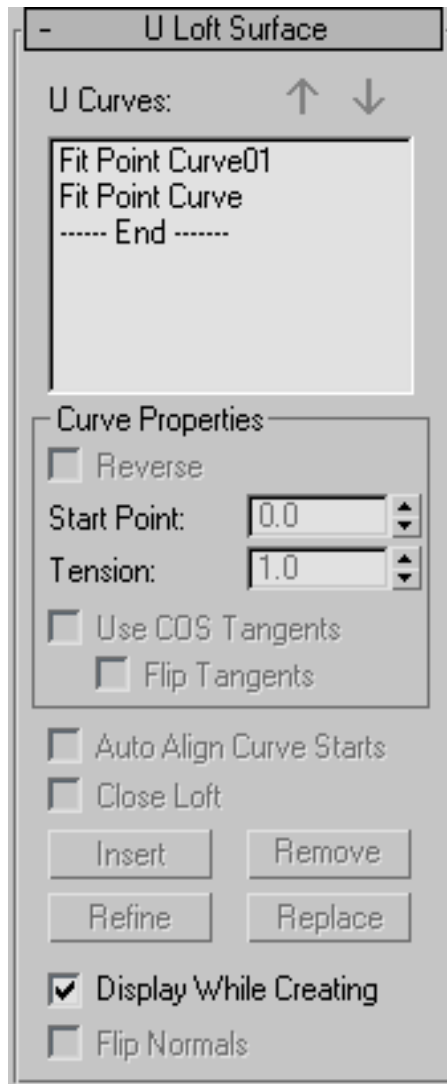 - U Loft Surface
U Curves:
Fit Point Curve01
Fit Point Curve
------ End -------
Curve Properties
Reverse
Start Point: 0.0
Tension: 1.0
Use COS Tangents
Flip Tangents
Auto Align Curve Starts
Close Loft
Insert Remove
Refine Replace
Display While Creating
Flip Normals